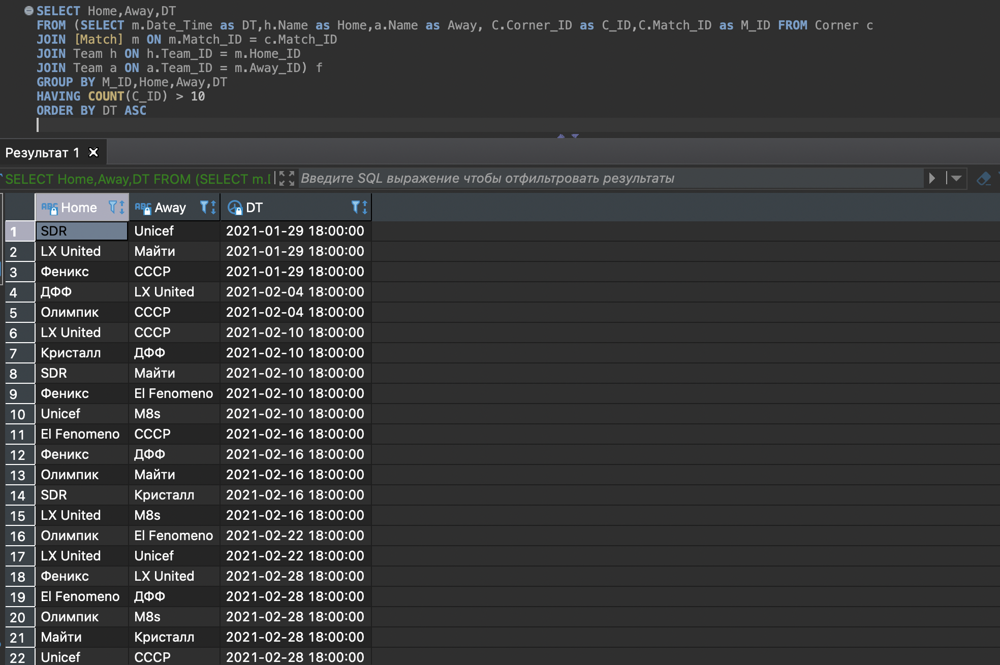 SELECT Home,Away,DT
FROM (SELECT m.Date_Time as DT,h.Name as Home,a.Name as Away, C.Corner_ID as C_ID,C.Match_ID as M_ID FROM Corner c
JOIN [Match] m ON m.Match_ID = c.Match_ID
JOIN Team h ON h.Team_ID = m.Home_ID
JOIN Team a ON a.Team_ID = m.Away_ID) f
GROUP BY M_ID,Home,Away,DT
HAVING COUNT(C_ID) > 10
ORDER BY DT ASC
Результат 1
SELECT Home,Away,DT FROM (SELECT m. Введите SQL выражение чтобы отфильтровать результаты
ABC Home ABC Away DT
1 SDR Unicef 2021-01-29 18:00:00
2 LX United Майти 2021-01-29 18:00:00
3 Феникс СССР 2021-01-29 18:00:00
4 ДФФ LX United 2021-02-04 18:00:00
5 Олимпик СССР 2021-02-04 18:00:00
6 LX United СССР 2021-02-10 18:00:00
7 Кристалл ДФФ 2021-02-10 18:00:00
8 SDR Майти 2021-02-10 18:00:00
9 Феникс El Fenomeno 2021-02-10 18:00:00
10 Unicef M8s 2021-02-10 18:00:00
11 El Fenomeno СССР 2021-02-16 18:00:00
12 Феникс ДФФ 2021-02-16 18:00:00
13 Олимпик Майти 2021-02-16 18:00:00
14 SDR Кристалл 2021-02-16 18:00:00
15 LX United M8s 2021-02-16 18:00:00
16 Олимпик El Fenomeno 2021-02-22 18:00:00
17 LX United Unicef 2021-02-22 18:00:00
18 Феникс LX United 2021-02-28 18:00:00
19 El Fenomeno ДФФ 2021-02-28 18:00:00
20 Олимпик M8s 2021-02-28 18:00:00
21 Майти Кристалл 2021-02-28 18:00:00
22 Unicef СССР 2021-02-28 18:00:00